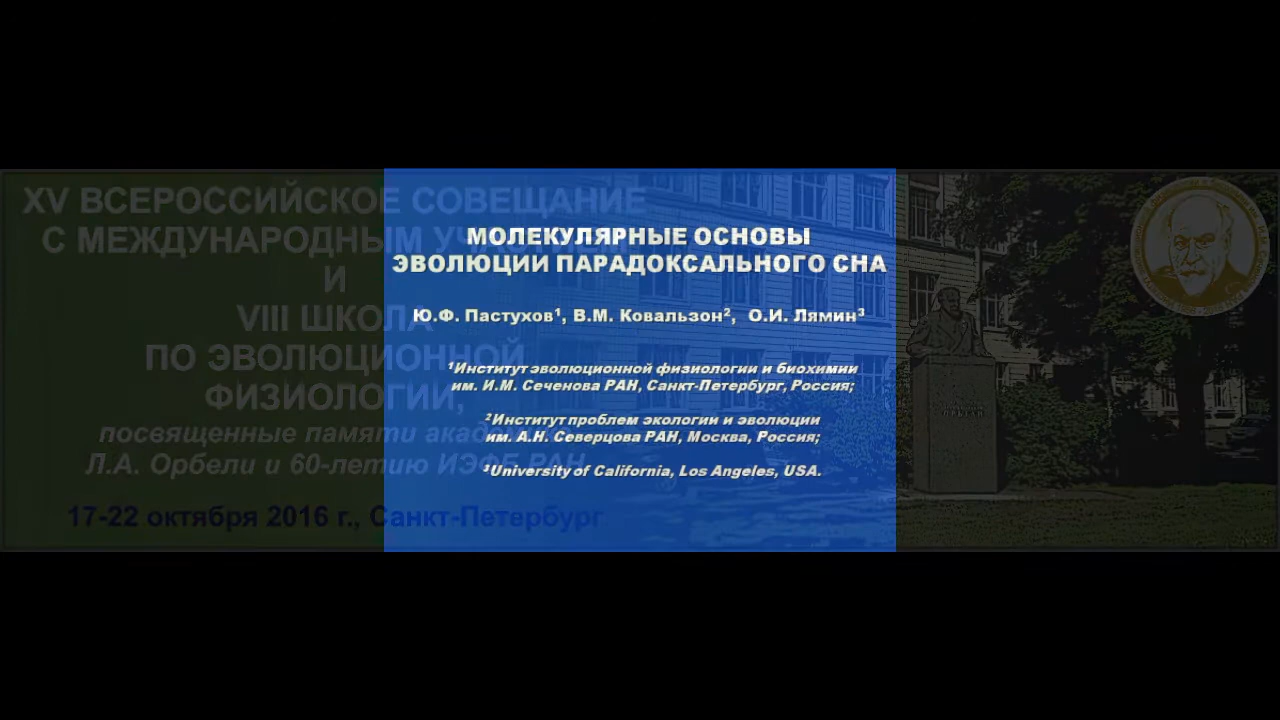 XV ВСЕРОССИЙСКОЕ СОВЕЩАНИЕ
С МЕЖДУНАРОДНЫМ
И
VIII ШКОЛА
ПО ЭВОЛЮЦИОННОЙ
ФИЗИОЛОГИИ,
посвященные памяти
Л.А. Орбели и 60-летию ИЭФБ РАН
17-22 октября 2016 г., Санкт-Петербург
МОЛЕКУЛЯРНЫЕ ОСНОВЫ
ЭВОЛЮЦИИ ПАРАДОКСАЛЬНОГО СНА
Ю.Ф. Пастухов¹, В.М. Ковальзон², О.И. Лямин³
¹Институт эволюционной физиологии и биохимии
им. И.М. Сеченова РАН, Санкт-Петербург, Россия;
²Институт проблем экологии и эволюции
им. А.Н. Северцова РАН, Москва, Россия;
³University of California, Los Angeles, USA.